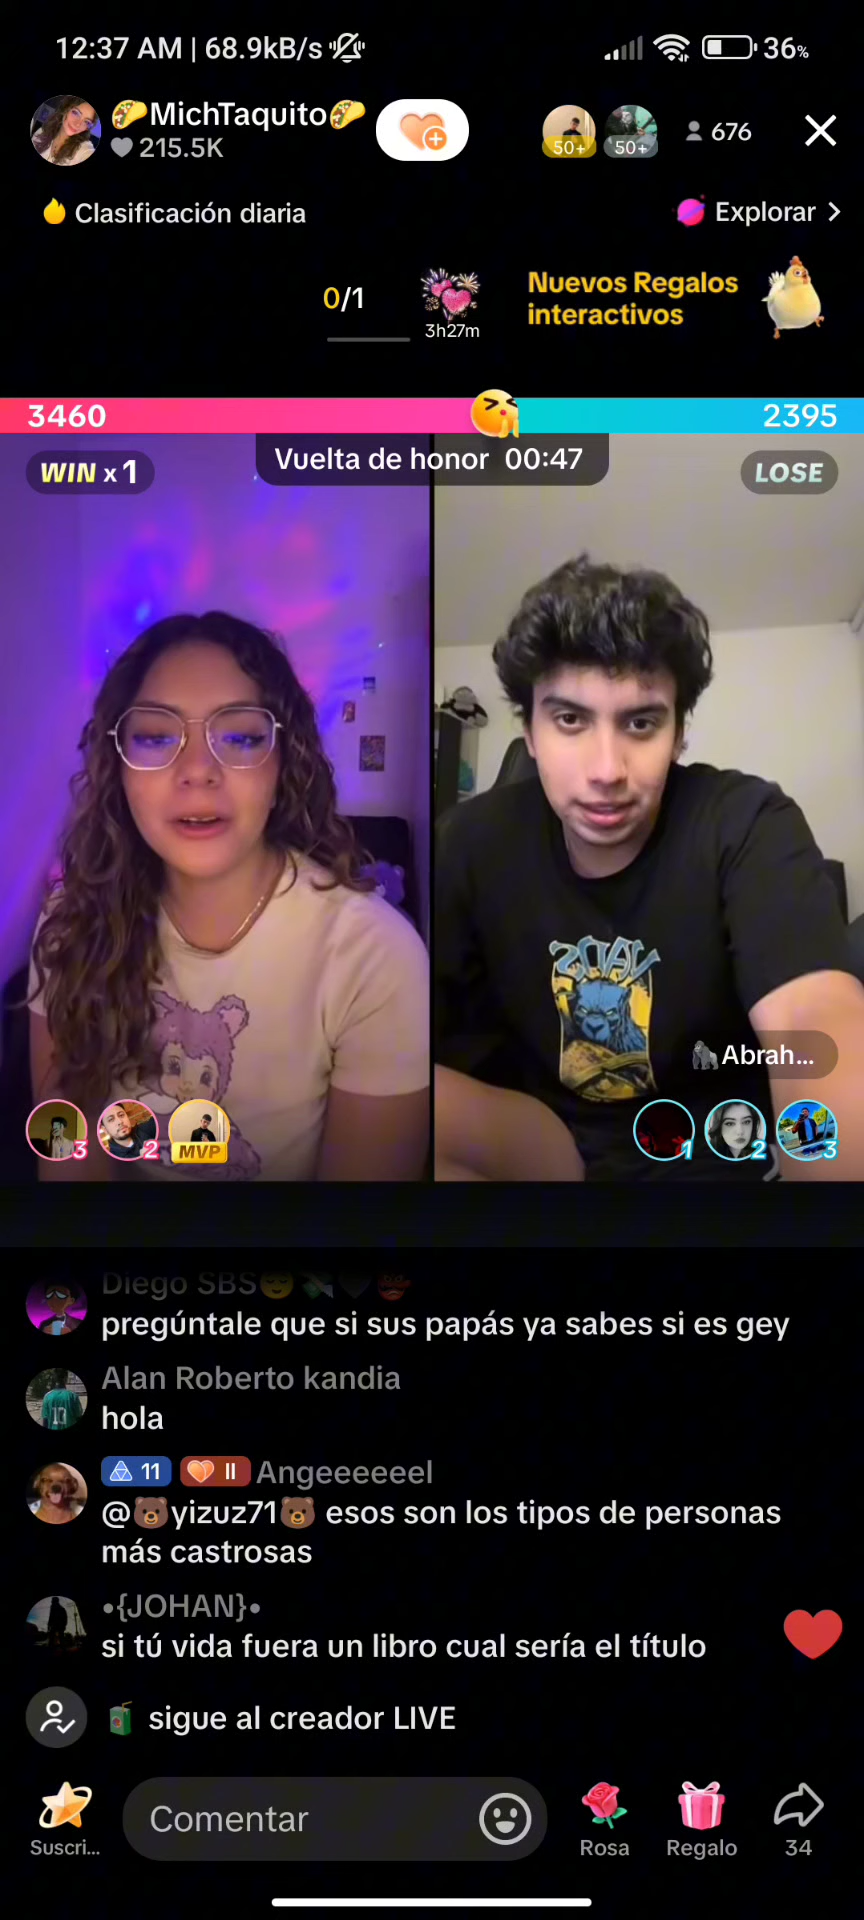 12:37 AM | 68.9kB/s
36%
🌮MichTaquito🌮
215.5K
50+
50+
676
Clasificación diaria
Explorar
0/1
3h27m
Nuevos Regalos
interactivos
3460
2395
WIN x 1
Vuelta de honor 00:47
LOSE
🦍Abrah...
3
2
MVP
1
2
3
Diego SBS
pregúntale que si sus papás ya sabes si es gey
Alan Roberto kandia
10
hola
11
II
Angeeeeeel
@🐻yizuz71🐻 esos son los tipos de personas
más castrosas
•{JOHAN}•
si tú vida fuera un libro cual sería el título
🧃 sigue al creador LIVE
Comentar
Suscri...
Rosa
Regalo
34